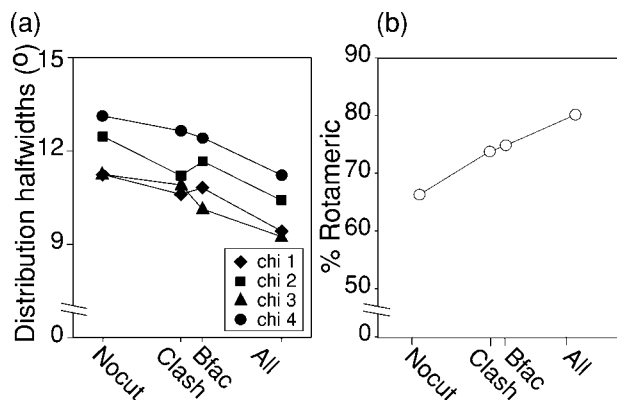 (a)
Distribution halfwidths (º)
15
12
9
0
chi 1
chi 2
chi 3
chi 4
Nocut
Clash
Bfac
All
(b)
% Rotameric
90
80
70
60
50
0
Nocut
Clash
Bfac
All